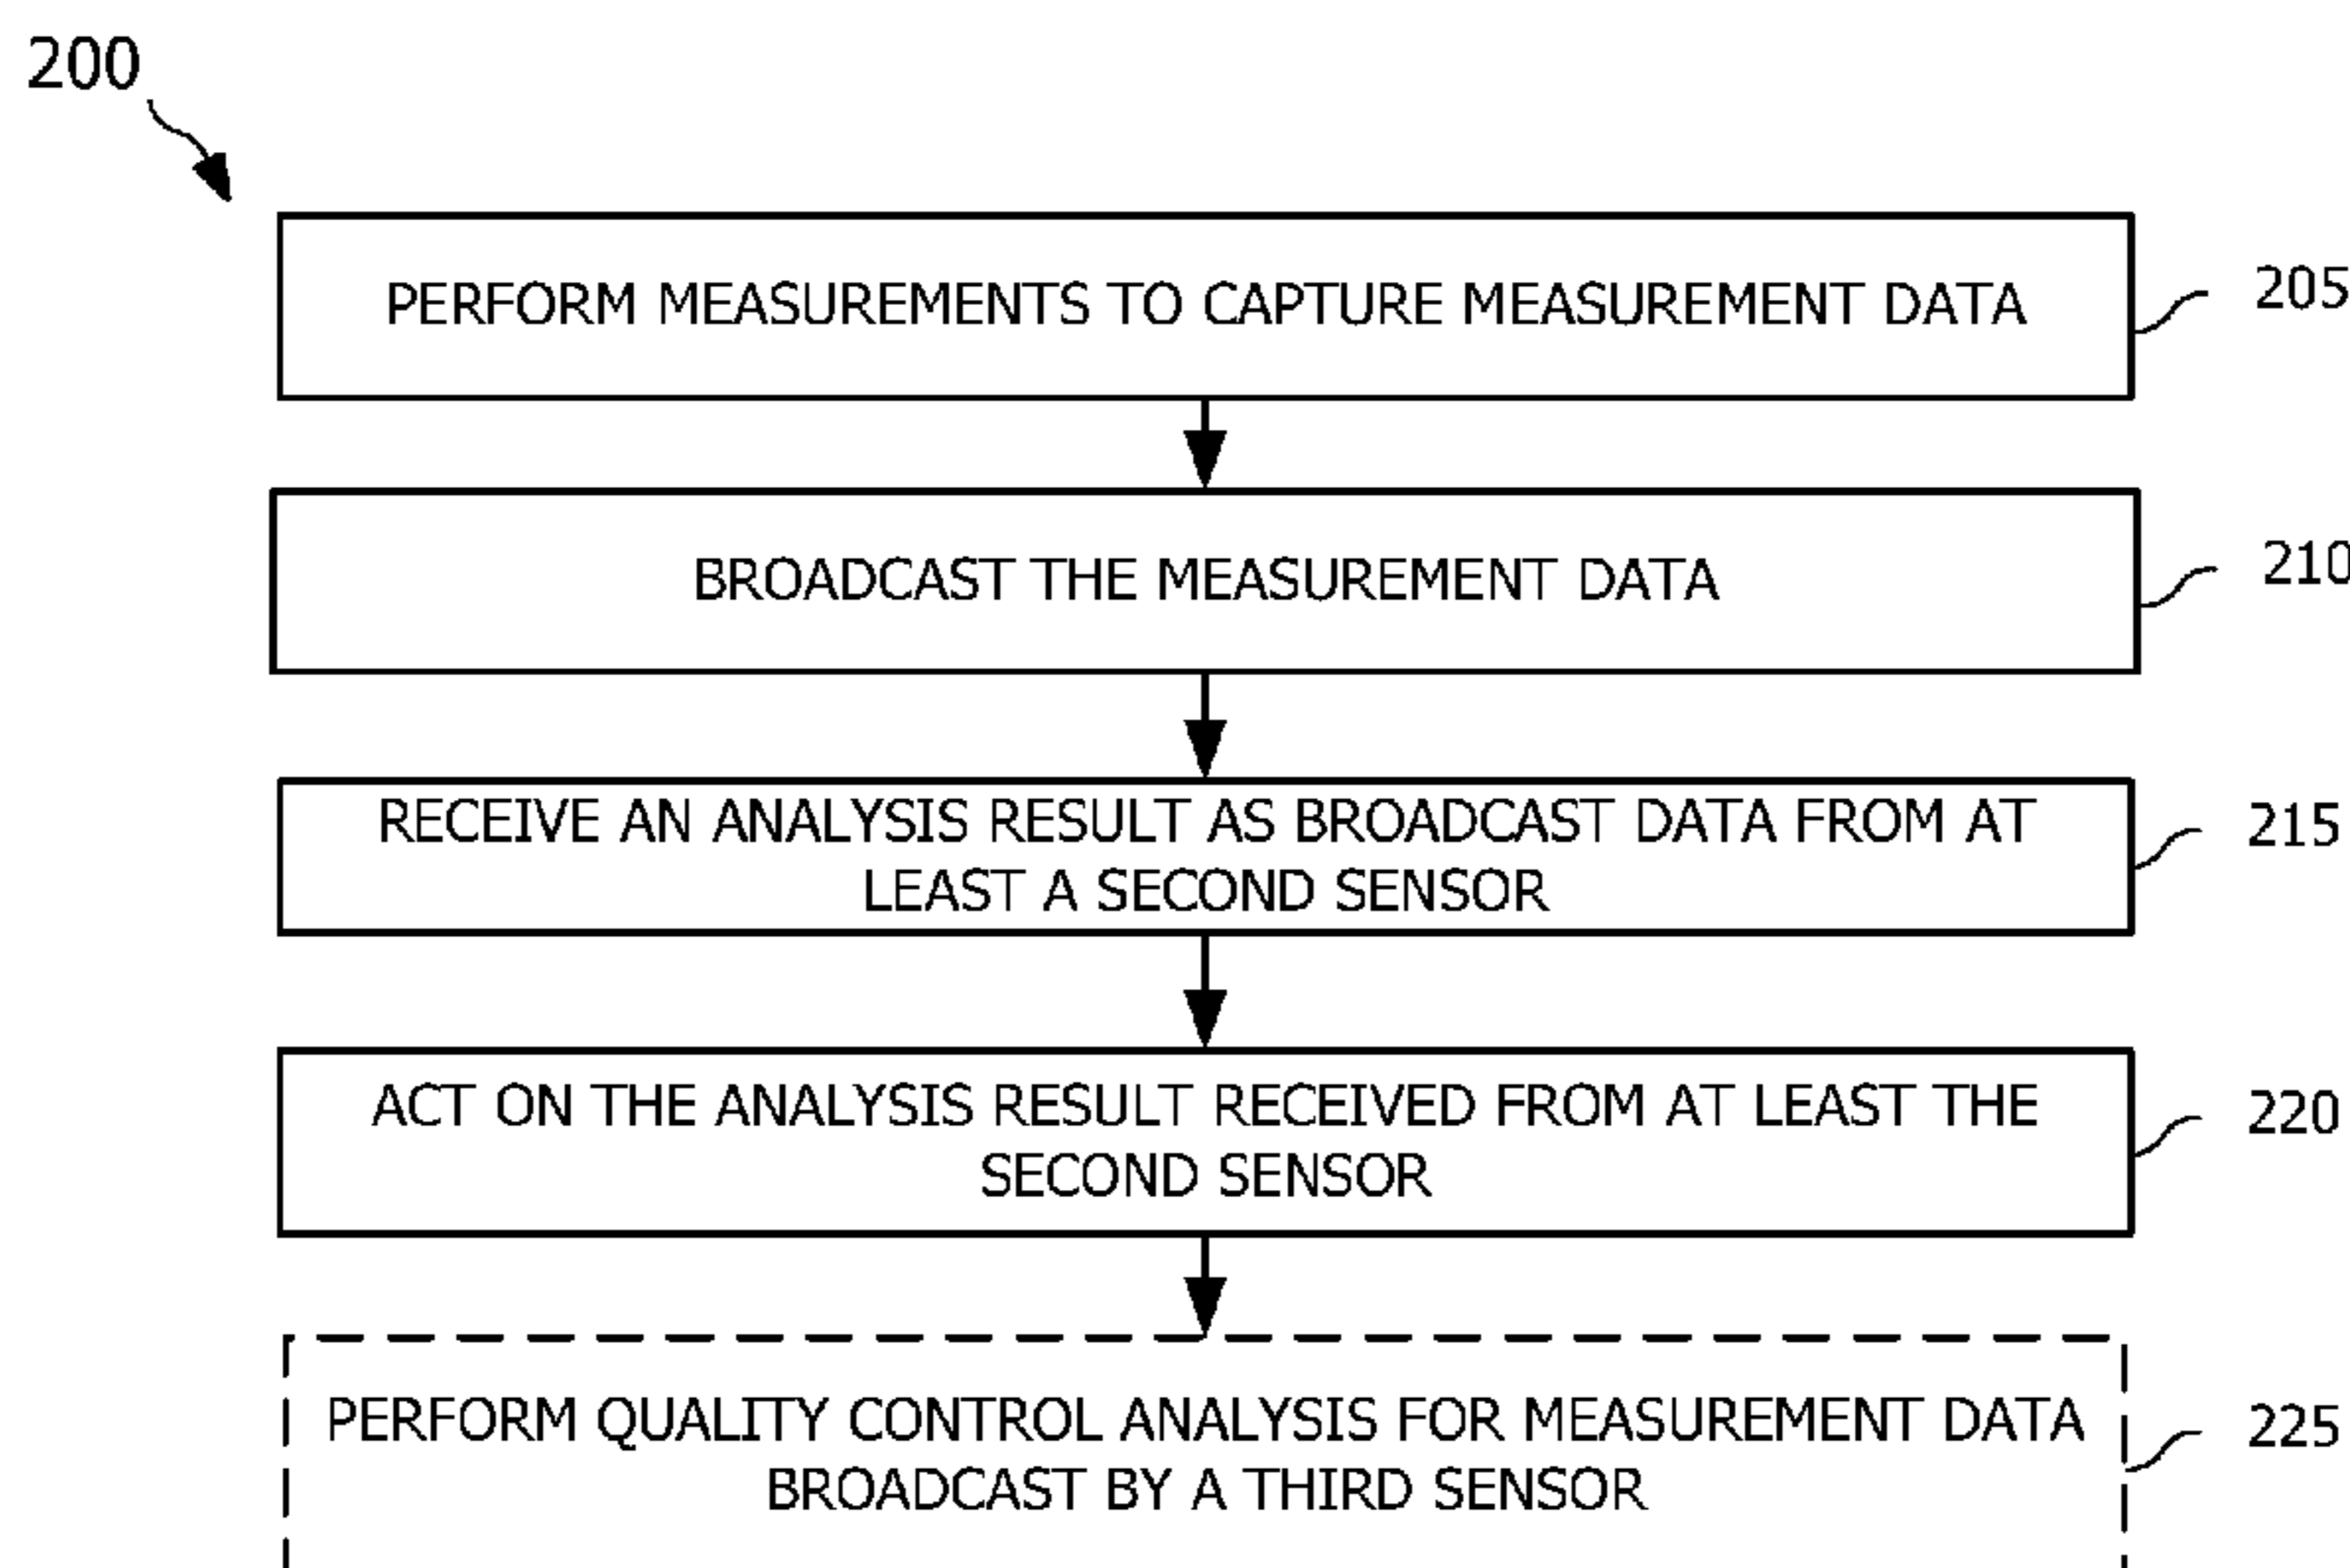 200
PERFORM MEASUREMENTS TO CAPTURE MEASUREMENT DATA
205
BROADCAST THE MEASUREMENT DATA
210
RECEIVE AN ANALYSIS RESULT AS BROADCAST DATA FROM AT
LEAST A SECOND SENSOR
215
ACT ON THE ANALYSIS RESULT RECEIVED FROM AT LEAST THE
SECOND SENSOR
220
PERFORM QUALITY CONTROL ANALYSIS FOR MEASUREMENT DATA
BROADCAST BY A THIRD SENSOR
225